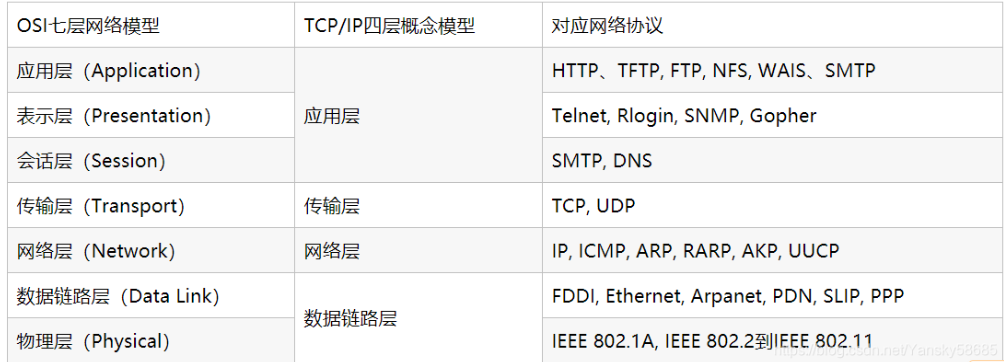 OSI七层网络模型 TCP/IP四层概念模型 对应网络协议
应用层（Application） HTTP、TFTP, FTP, NFS, WAIS、SMTP
表示层（Presentation） 应用层 Telnet, Rlogin, SNMP, Gopher
会话层（Session） SMTP, DNS
传输层（Transport） 传输层 TCP, UDP
网络层（Network） 网络层 IP, ICMP, ARP, RARP, AKP, UUCP
数据链路层（Data Link） FDDI, Ethernet, Arpanet, PDN, SLIP, PPP
数据链路层
物理层（Physical） IEEE 802.1A, IEEE 802.2到IEEE 802.11
https://blog.csdn.net/Yansky58685